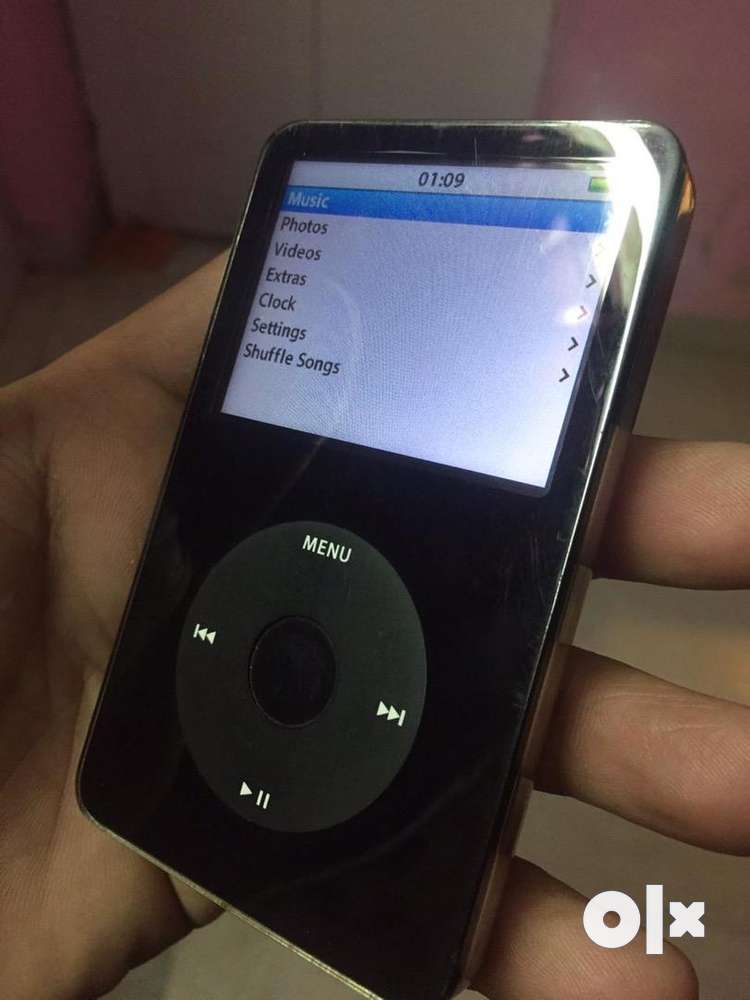 01:09
Music
Photos
Videos
Extras
Clock
Settings
Shuffle Songs
MENU
olx